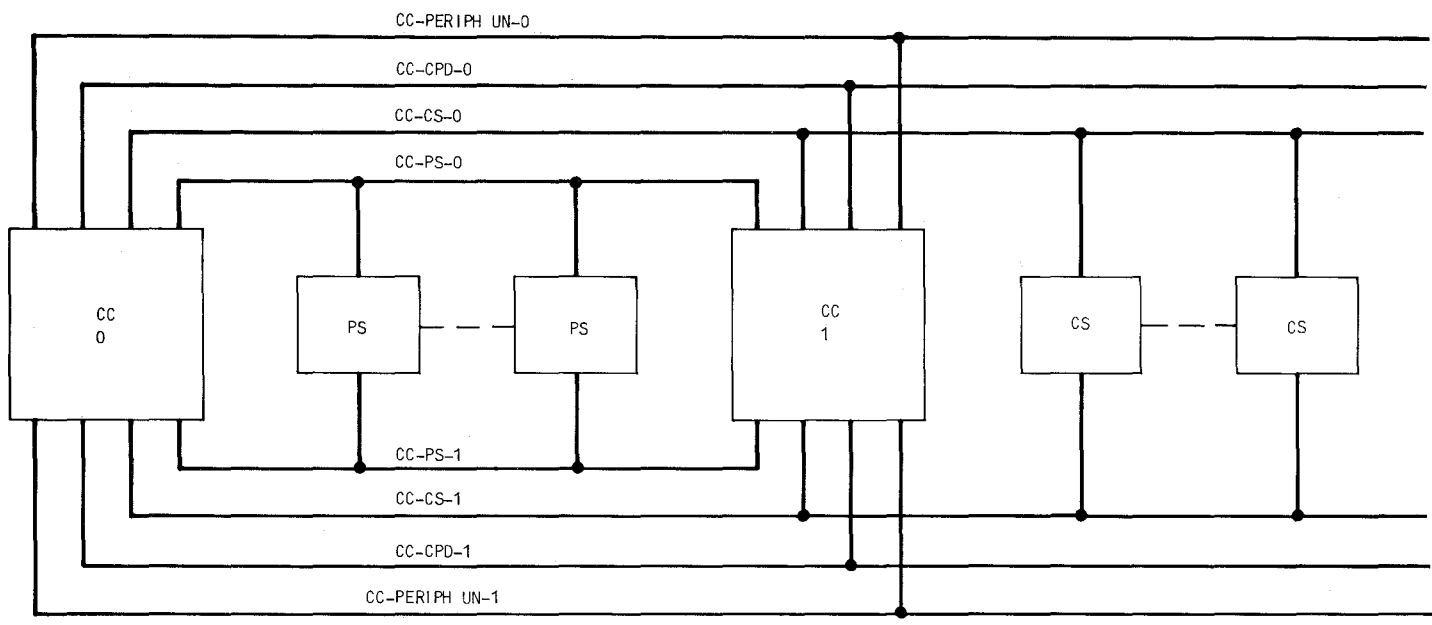 CC-PERIPH UN-0
CC-CPD-0
CC-CS-0
CC-PS-0
CC
0
PS
PS
CC
1
CS
CS
CC-PS-1
CC-CS-1
CC-CPD-1
CC-PERIPH UN-1